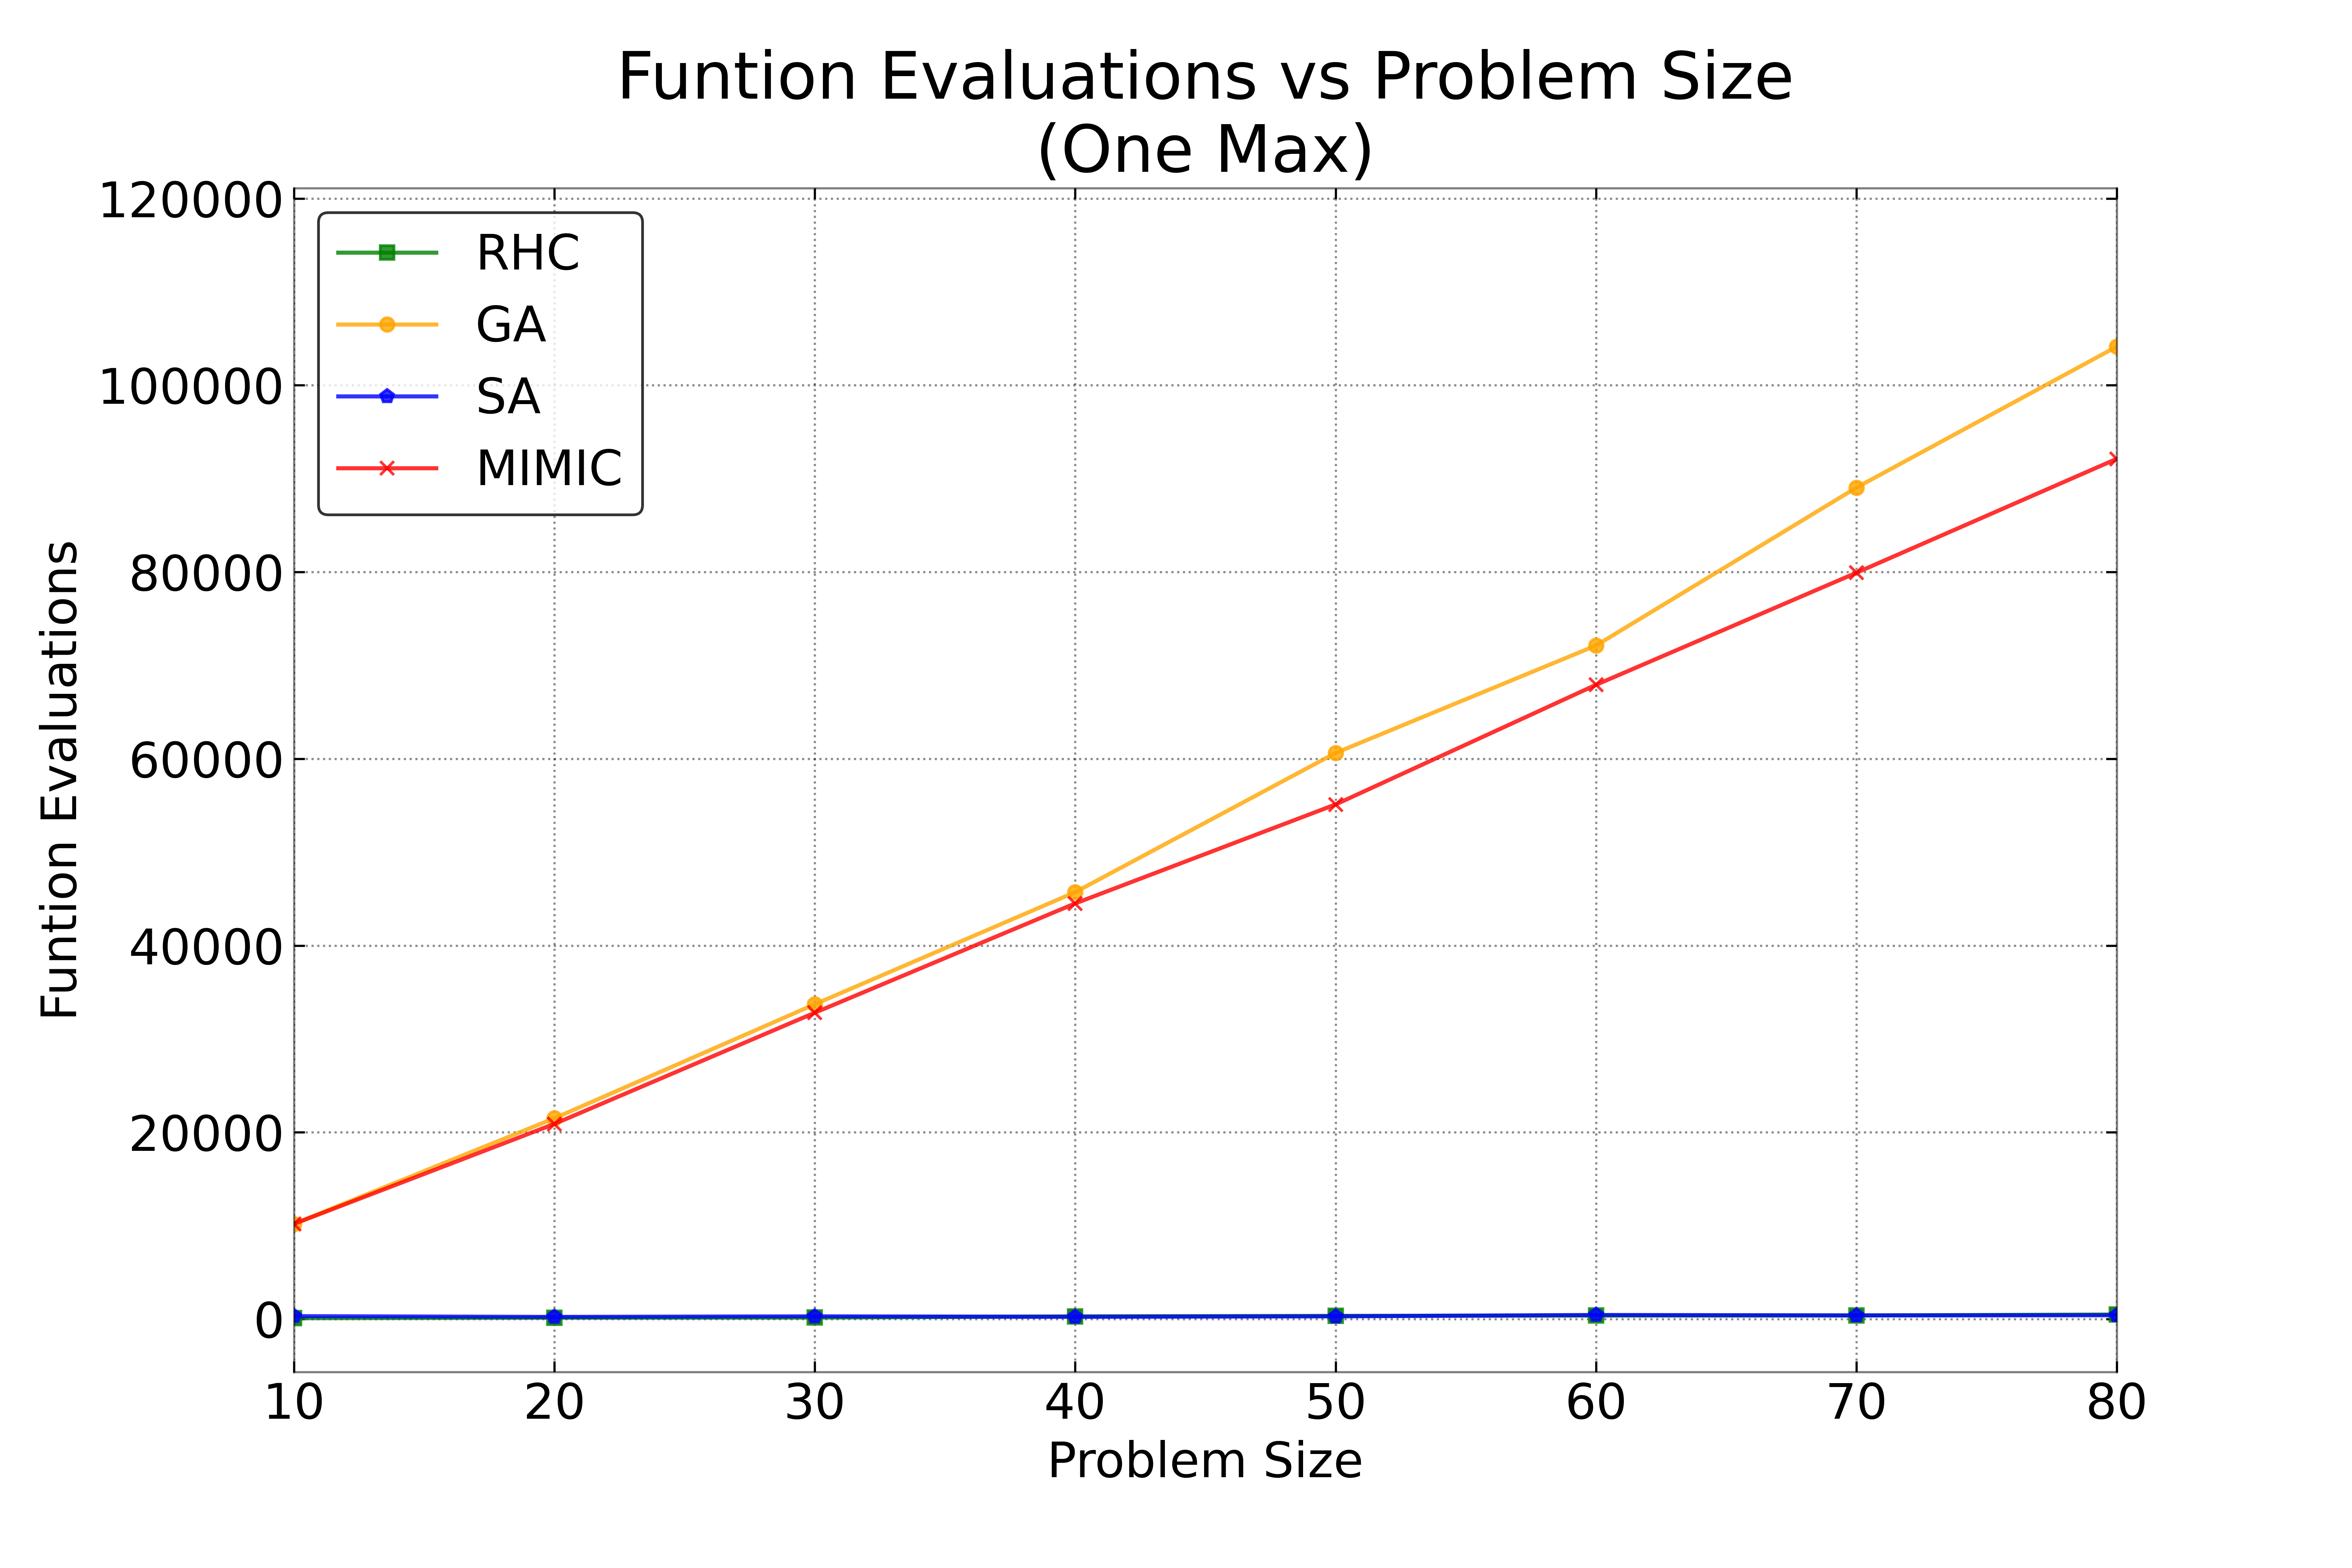 Funtion Evaluations vs Problem Size
(One Max)
120000
100000
80000
60000
40000
20000
0
Funtion Evaluations
RHC
GA
SA
MIMIC
10 20 30 40 50 60 70 80
Problem Size